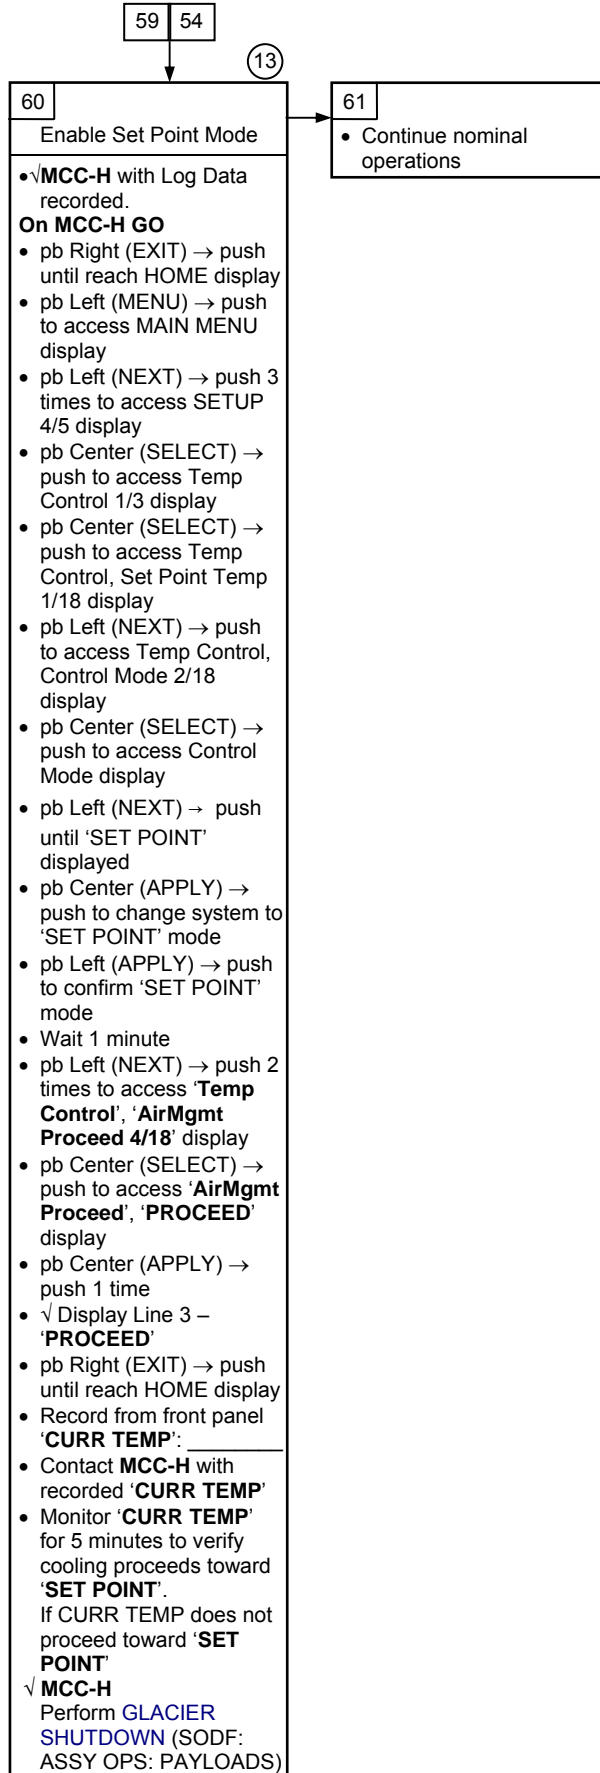 59 54
13
60
Enable Set Point Mode
•√MCC-H with Log Data
recorded.
On MCC-H GO
• pb Right (EXIT) → push
until reach HOME display
• pb Left (MENU) → push
to access MAIN MENU
display
• pb Left (NEXT) → push 3
times to access SETUP
4/5 display
• pb Center (SELECT) →
push to access Temp
Control 1/3 display
• pb Center (SELECT) →
push to access Temp
Control, Set Point Temp
1/18 display
• pb Left (NEXT) → push
to access Temp Control,
Control Mode 2/18
display
• pb Center (SELECT) →
push to access Control
Mode display
• pb Left (NEXT) → push
until ‘SET POINT’
displayed
• pb Center (APPLY) →
push to change system to
‘SET POINT’ mode
• pb Left (APPLY) → push
to confirm ‘SET POINT’
mode
• Wait 1 minute
• pb Left (NEXT) → push 2
times to access ‘Temp
Control’, ‘AirMgmt
Proceed 4/18’ display
• pb Center (SELECT) →
push to access ‘AirMgmt
Proceed’, ‘PROCEED’
display
• pb Center (APPLY) →
push 1 time
• √ Display Line 3 –
‘PROCEED’
• pb Right (EXIT) → push
until reach HOME display
• Record from front panel
‘CURR TEMP’: ________
• Contact MCC-H with
recorded ‘CURR TEMP’
• Monitor ‘CURR TEMP’
for 5 minutes to verify
cooling proceeds toward
‘SET POINT’.
If CURR TEMP does not
proceed toward ‘SET
POINT’
√ MCC-H
Perform GLACIER
SHUTDOWN (SODF:
ASSY OPS: PAYLOADS)
61
• Continue nominal
operations